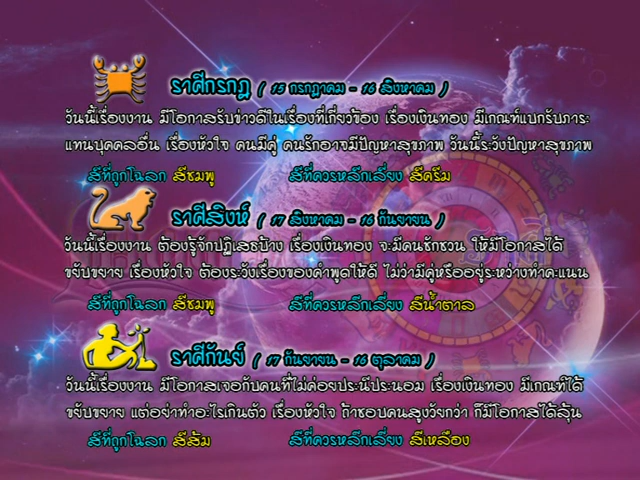 ราศีกรกฎ ( 15 กรกฎาคม - 16 สิงหาคม )
วันนี้เรื่องงาน มีโอกาสรับข่าวดีในเรื่องที่เกี่ยวข้อง เรื่องเงินทอง มีเกณฑ์แบกรับภาระ
แทนบุคคลอื่น เรื่องหัวใจ คนมีคู่ คนรักอาจมีปัญหาสุขภาพ วันนี้ระวังปัญหาสุขภาพ
สีที่ถูกโฉลก สีชมพู สีที่ควรหลีกเลี่ยง สีครีม
ราศีสิงห์ ( 17 สิงหาคม - 16 กันยายน )
วันนี้เรื่องงาน ต้องรู้จักปฏิเสธบ้าง เรื่องเงินทอง จะมีคนชักชวน ให้มีโอกาสได้
ขยับขยาย เรื่องหัวใจ ต้องระวังเรื่องของคำพูดให้ดี ไม่ว่ามีคู่หรืออยู่ระหว่างทำคะแนน
สีที่ถูกโฉลก สีชมพู สีที่ควรหลีกเลี่ยง สีน้ำตาล
ราศีกันย์ ( 17 กันยายน - 16 ตุลาคม )
วันนี้เรื่องงาน มีโอกาสเจอกับคนที่ไม่ค่อยประนีประนอม เรื่องเงินทอง มีเกณฑ์ได้
ขยับขยาย แต่อย่าทำอะไรเกินตัว เรื่องหัวใจ ถ้าชอบคนสูงวัยกว่า ก็มีโอกาสได้ลุ้น
สีที่ถูกโฉลก สีส้ม สีที่ควรหลีกเลี่ยง สีเหลือง